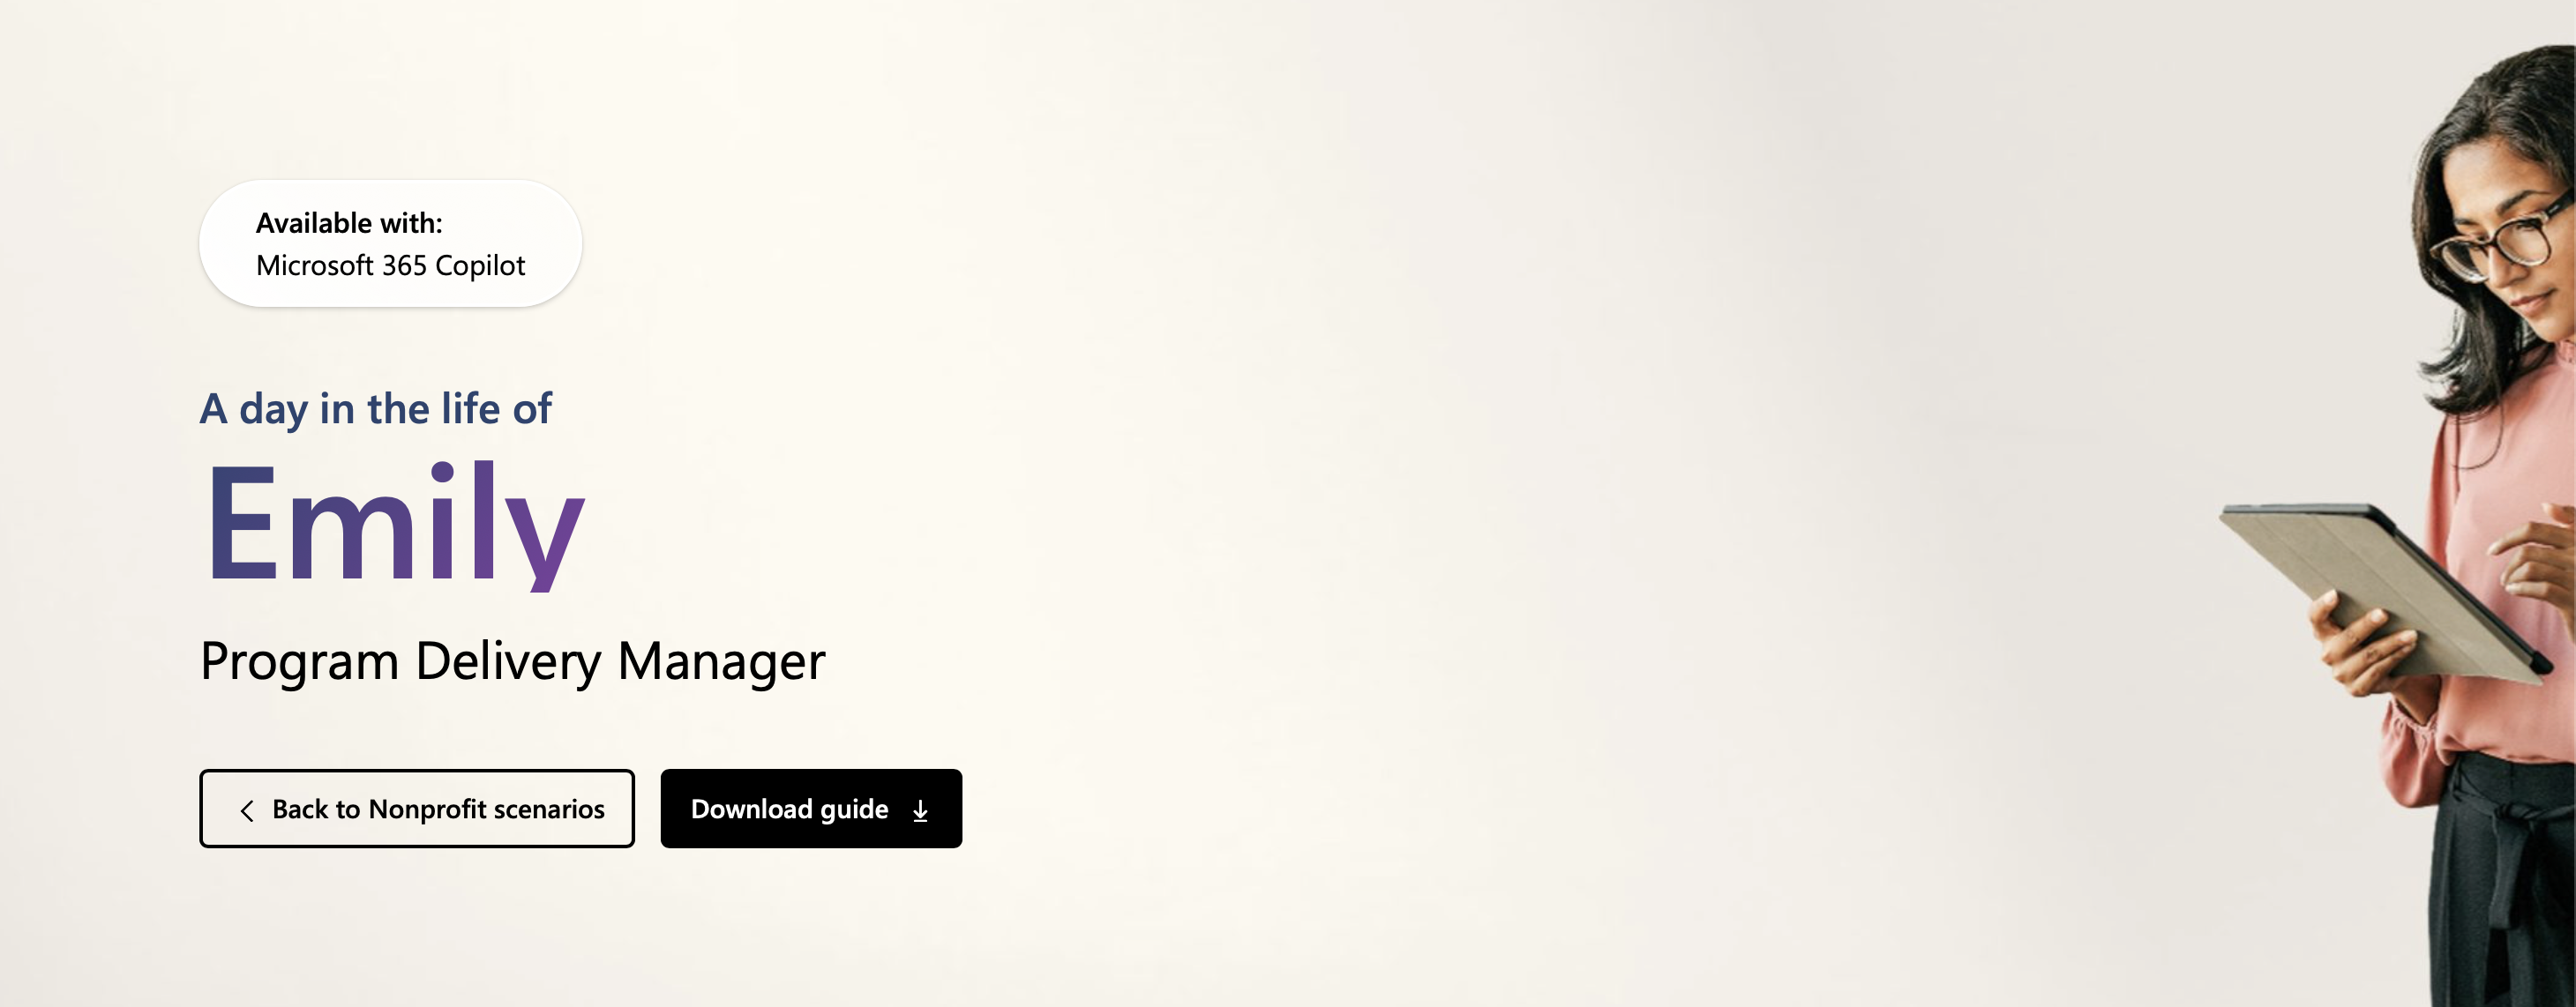 Available with:
Microsoft 365 Copilot
A day in the life of
Emily
Program Delivery Manager
Back to Nonprofit scenarios
Download guide